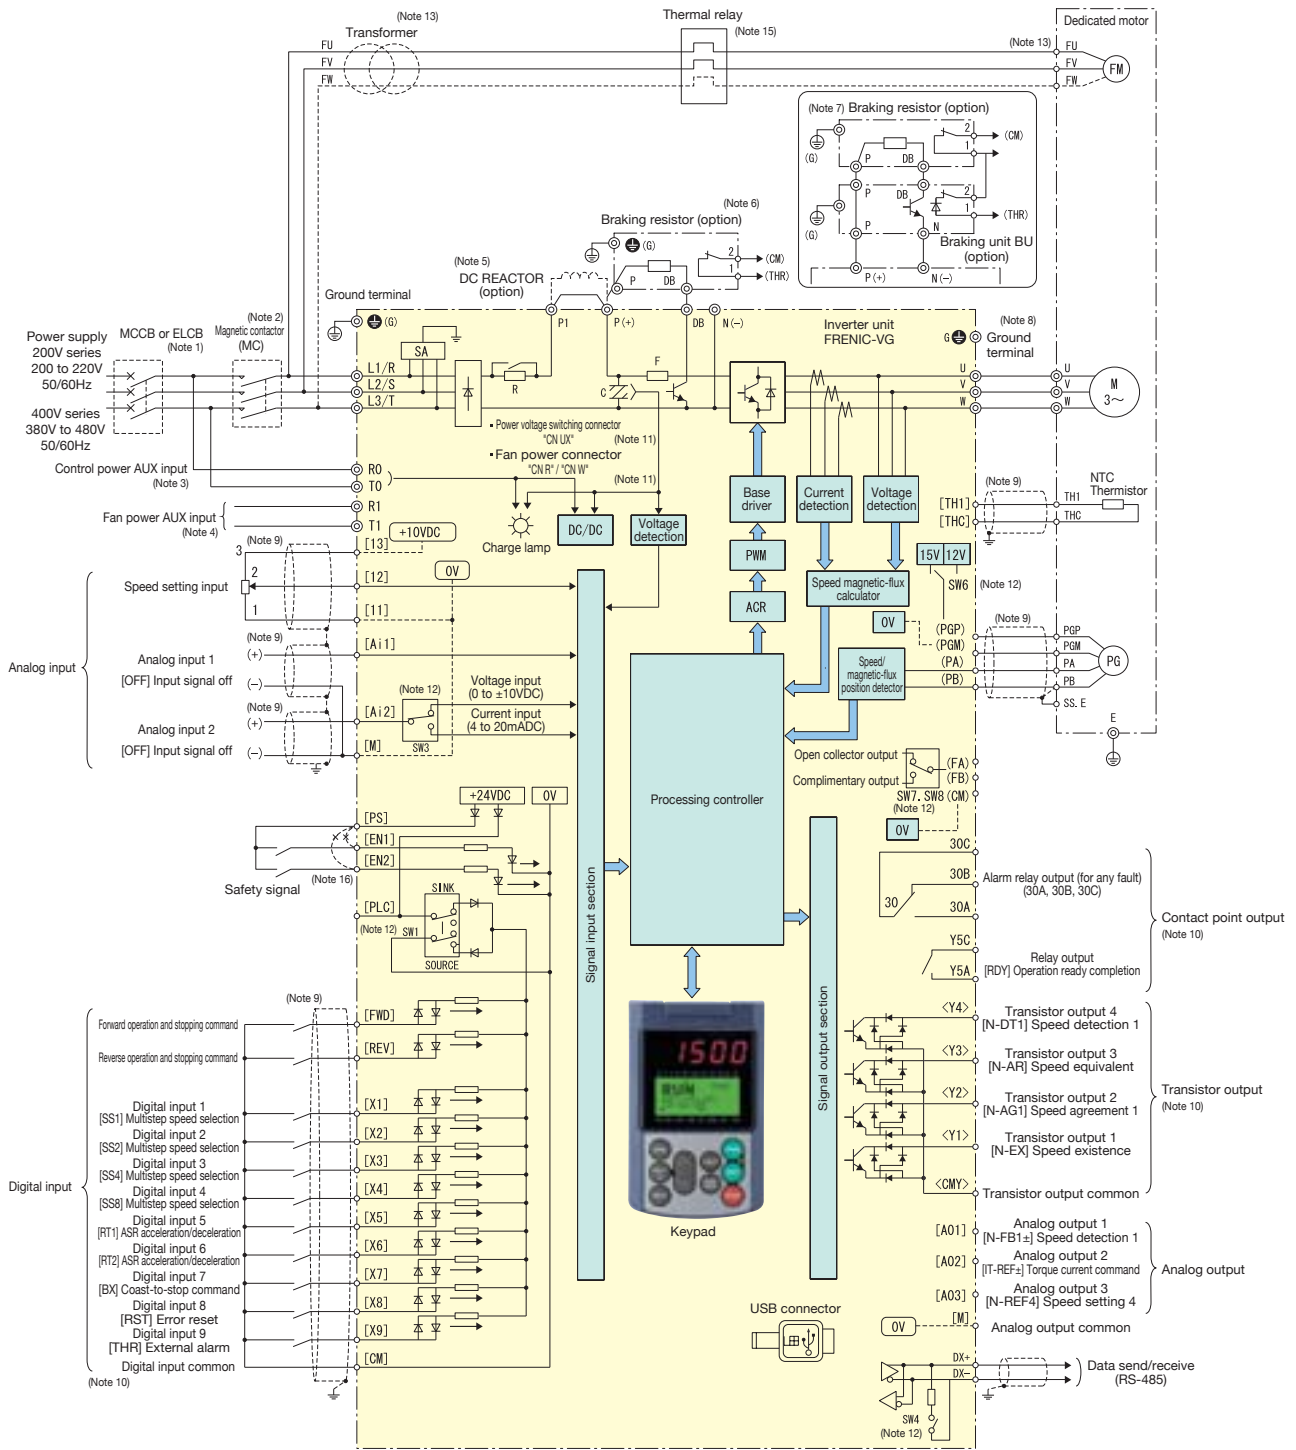 (Note 13)
Transformer
FU
FV
FW
Thermal relay
(Note 15)
Dedicated motor
(Note 13)
FU
FV
FW
FM
(Note 7) Braking resistor (option)
(G)
P
DB
2
1
(CM)
P
DB
2
1
(THR)
(G)
P
N
Braking unit BU
(option)
P(+)
N(−)
(Note 6)
Braking resistor (option)
(G)
P
DB
2
1
(CM)
(THR)
(Note 5)
DC REACTOR
(option)
Ground terminal
(G)
P1
P(+)
DB
N(−)
Inverter unit
FRENIC-VG
(Note 8)
G
Ground
terminal
Power supply
200V series
200 to 220V
50/60Hz
400V series
380V to 480V
50/60Hz
MCCB or ELCB
(Note 1)
(Note 2)
Magnetic contactor
(MC)
L1/R
L2/S
L3/T
SA
R
C
F
U
V
W
U
V
W
M
3~
▪ Power voltage switching connector
"CN UX"
(Note 11)
▪ Fan power connector
"CN R" / "CN W"
(Note 11)
Control power AUX input
(Note 3)
R0
T0
Fan power AUX input
(Note 4)
R1
T1
Charge lamp
DC/DC
Voltage
detection
Base
driver
Current
detection
Voltage
detection
PWM
ACR
Speed magnetic-flux
calculator
[TH1]
[THC]
(Note 9)
TH1
THC
NTC
Thermistor
15V
12V
SW6
(Note 12)
0V
(PGP)
(PGM)
(PA)
(PB)
(Note 9)
PGP
PGM
PA
PB
SS.E
PG
E
Speed/
magnetic-flux
position detector
Analog input
(Note 9)
3
2
1
Speed setting input
[13]
+10VDC
[12]
0V
[11]
(Note 9)
Analog input 1
[OFF] Input signal off
(+)
(−)
[Ai1]
(Note 9)
Analog input 2
[OFF] Input signal off
(+)
(−)
[Ai2]
(Note 12)
SW3
[M]
Voltage input
(0 to ±10VDC)
Current input
(4 to 20mADC)
Signal input section
Processing controller
Open collector output
Complimentary output
(FA)
(FB)
SW7. SW8
(CM)
(Note 12)
0V
+24VDC
0V
[PS]
[EN1]
[EN2]
Safety signal
(Note 16)
[PLC]
(Note 12)
SW1
SINK
SOURCE
Signal output section
30C
30B
30A
30
Alarm relay output (for any fault)
(30A, 30B, 30C)
Y5C
Y5A
Relay output
[RDY] Operation ready completion
Contact point output
(Note 10)
(Note 9)
Forward operation and stopping command
[FWD]
Reverse operation and stopping command
[REV]
Digital input
Digital input 1
[SS1] Multistep speed selection
[X1]
Digital input 2
[SS2] Multistep speed selection
[X2]
Digital input 3
[SS4] Multistep speed selection
[X3]
Digital input 4
[SS8] Multistep speed selection
[X4]
Digital input 5
[RT1] ASR acceleration/deceleration
[X5]
Digital input 6
[RT2] ASR acceleration/deceleration
[X6]
Digital input 7
[BX] Coast-to-stop command
[X7]
Digital input 8
[RST] Error reset
[X8]
Digital input 9
[THR] External alarm
[X9]
Digital input common
(Note 10)
[CM]
1500
RUN
Keypad
USB connector
<Y4>
Transistor output 4
[N-DT1] Speed detection 1
<Y3>
Transistor output 3
[N-AR] Speed equivalent
<Y2>
Transistor output 2
[N-AG1] Speed agreement 1
<Y1>
Transistor output 1
[N-EX] Speed existence
<CMY>
Transistor output common
Transistor output
(Note 10)
[AO1]
Analog output 1
[N-FB1±] Speed detection 1
[AO2]
Analog output 2
[IT-REF±] Torque current command
[AO3]
Analog output 3
[N-REF4] Speed setting 4
Analog output
0V
[M]
Analog output common
DX+
DX−
Data send/receive
(RS-485)
SW4
(Note 12)